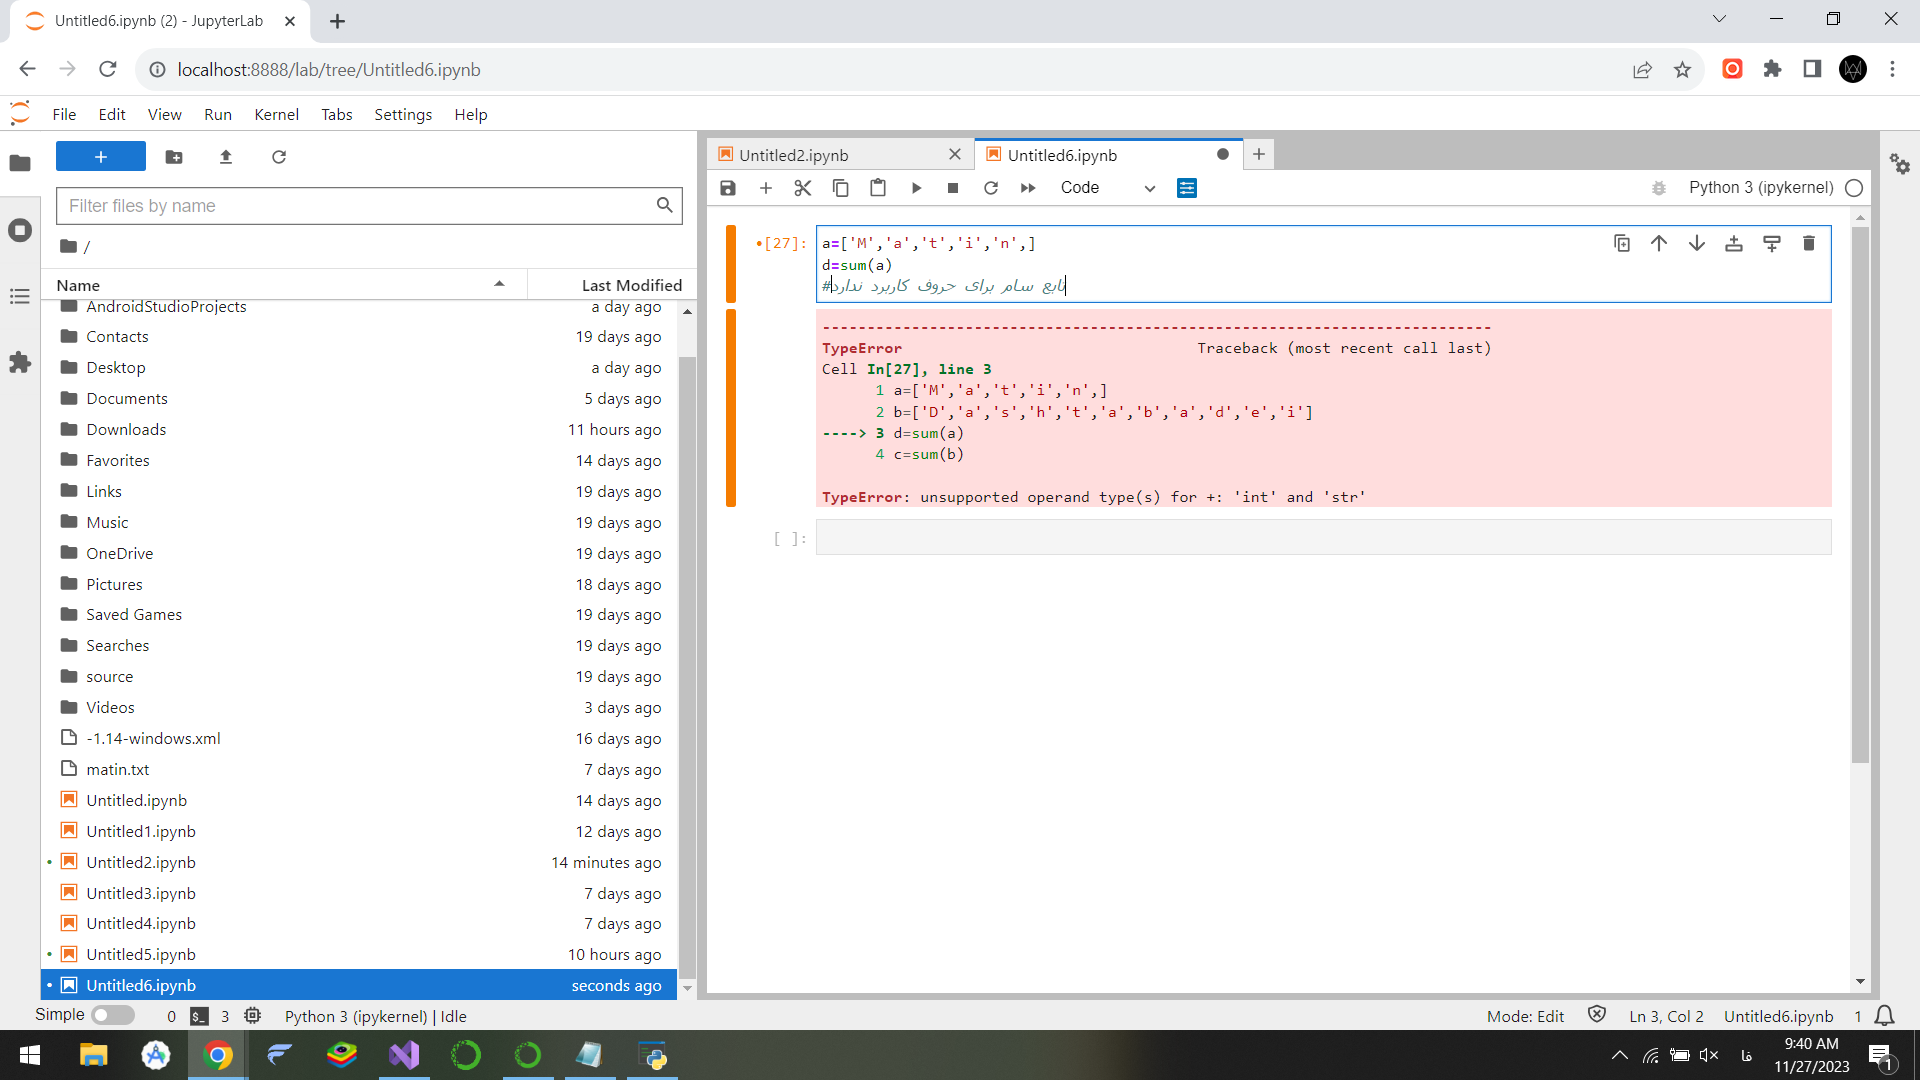 Untitled6.ipynb (2) - JupyterLab
localhost:8888/lab/tree/Untitled6.ipynb
File Edit View Run Kernel Tabs Settings Help
Filter files by name
/
Name Last Modified
AndroidStudioProjects a day ago
Contacts 19 days ago
Desktop a day ago
Documents 5 days ago
Downloads 11 hours ago
Favorites 14 days ago
Links 19 days ago
Music 19 days ago
OneDrive 19 days ago
Pictures 18 days ago
Saved Games 19 days ago
Searches 19 days ago
source 19 days ago
Videos 3 days ago
-1.14-windows.xml 16 days ago
matin.txt 7 days ago
Untitled.ipynb 14 days ago
Untitled1.ipynb 12 days ago
Untitled2.ipynb 14 minutes ago
Untitled3.ipynb 7 days ago
Untitled4.ipynb 7 days ago
Untitled5.ipynb 10 hours ago
Untitled6.ipynb seconds ago
Untitled2.ipynb Untitled6.ipynb
Code Python 3 (ipykernel)
[27]: a=['M','a','t','i','n',]
d=sum(a)
#تابع سام برای حروف کاربرد ندارد
---------------------------------------------------------------------------
TypeError Traceback (most recent call last)
Cell In[27], line 3
1 a=['M','a','t','i','n',]
2 b=['D','a','s','h','t','a','b','a','d','e','i']
----> 3 d=sum(a)
4 c=sum(b)
TypeError: unsupported operand type(s) for +: 'int' and 'str'
[ ]:
Simple 0 $_ 3 Python 3 (ipykernel) | Idle Mode: Edit Ln 3, Col 2 Untitled6.ipynb 1
فا 9:40 AM
11/27/2023 1